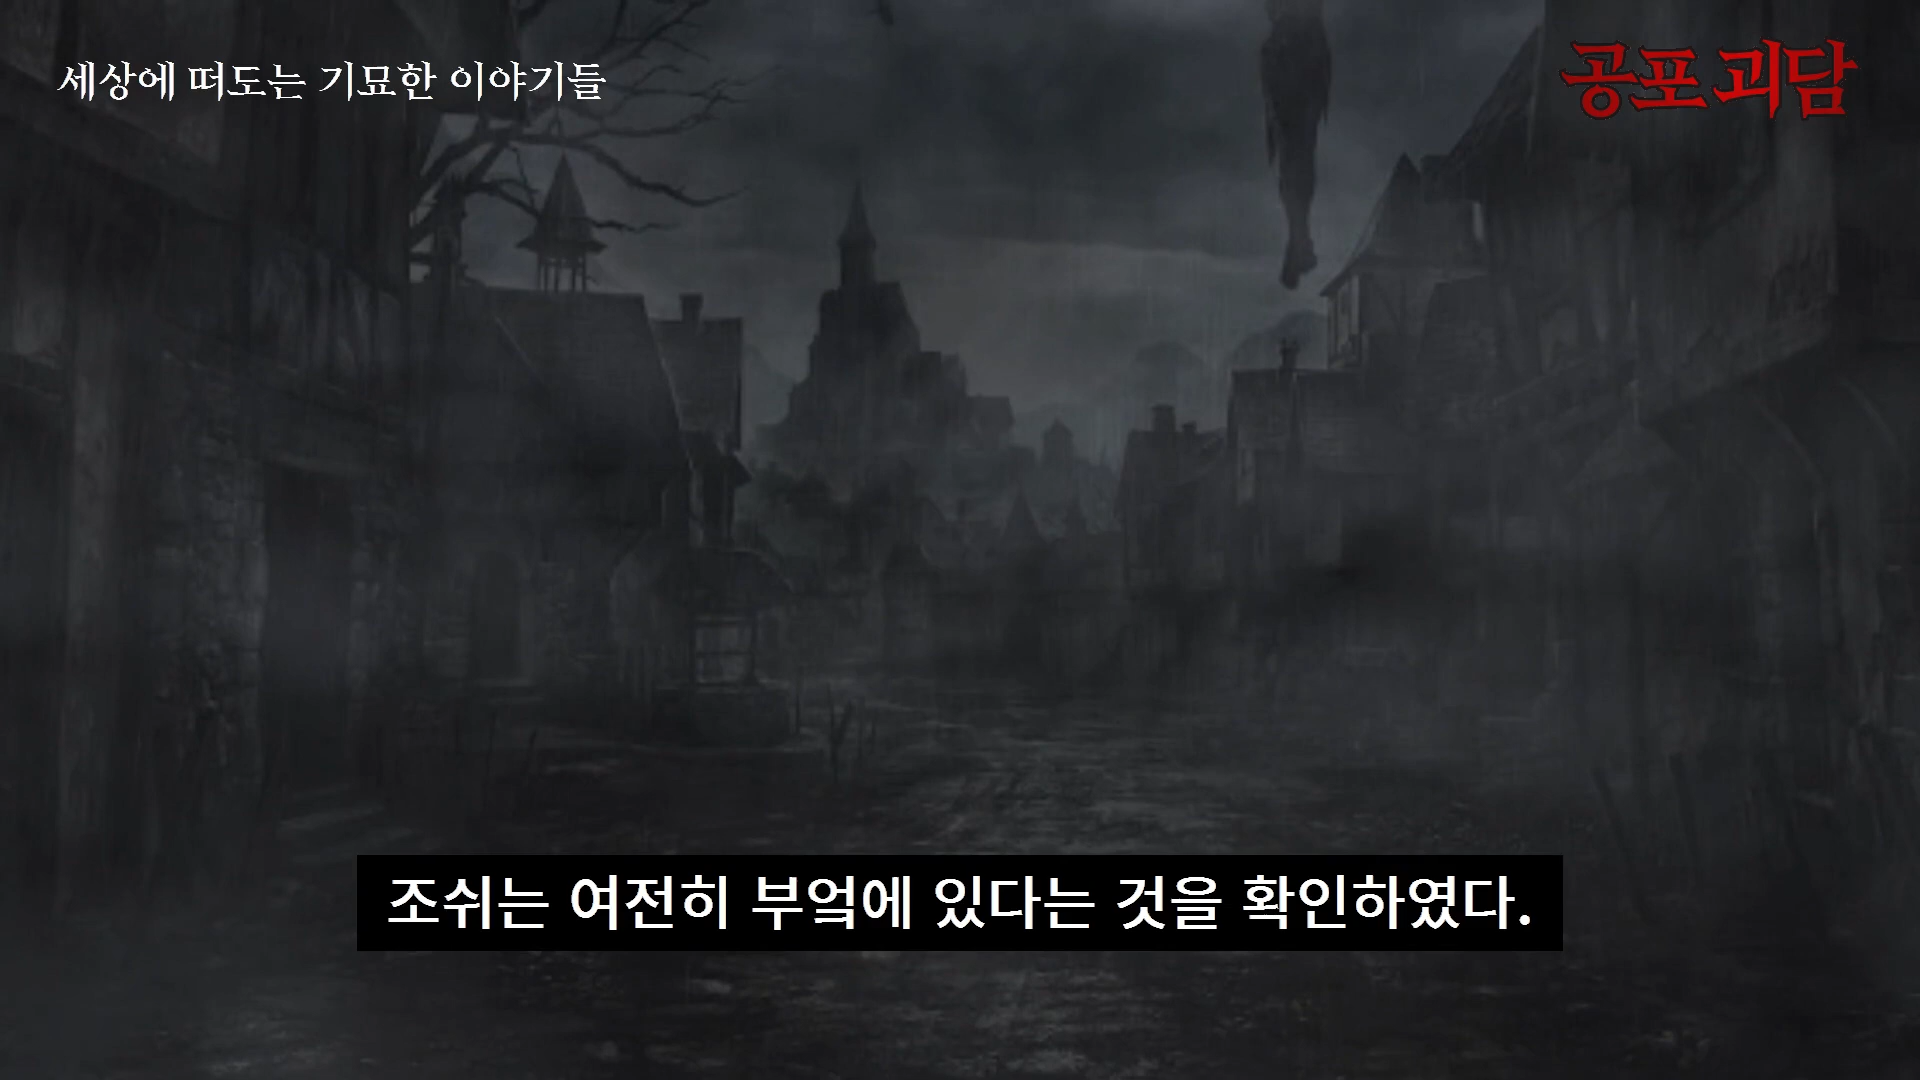 세상에 떠도는 기묘한 이야기들
공포괴담
조쉬는 여전히 부엌에 있다는 것을 확인하였다.